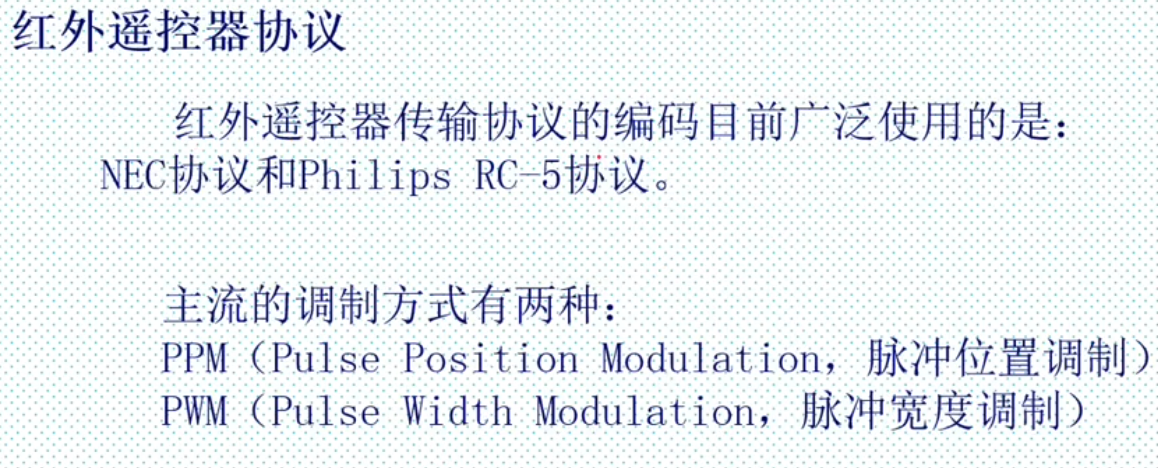 红外遥控器协议
红外遥控器传输协议的编码目前广泛使用的是：
NEC协议和Philips RC-5协议。
主流的调制方式有两种：
PPM（Pulse Position Modulation，脉冲位置调制）
PWM（Pulse Width Modulation，脉冲宽度调制）